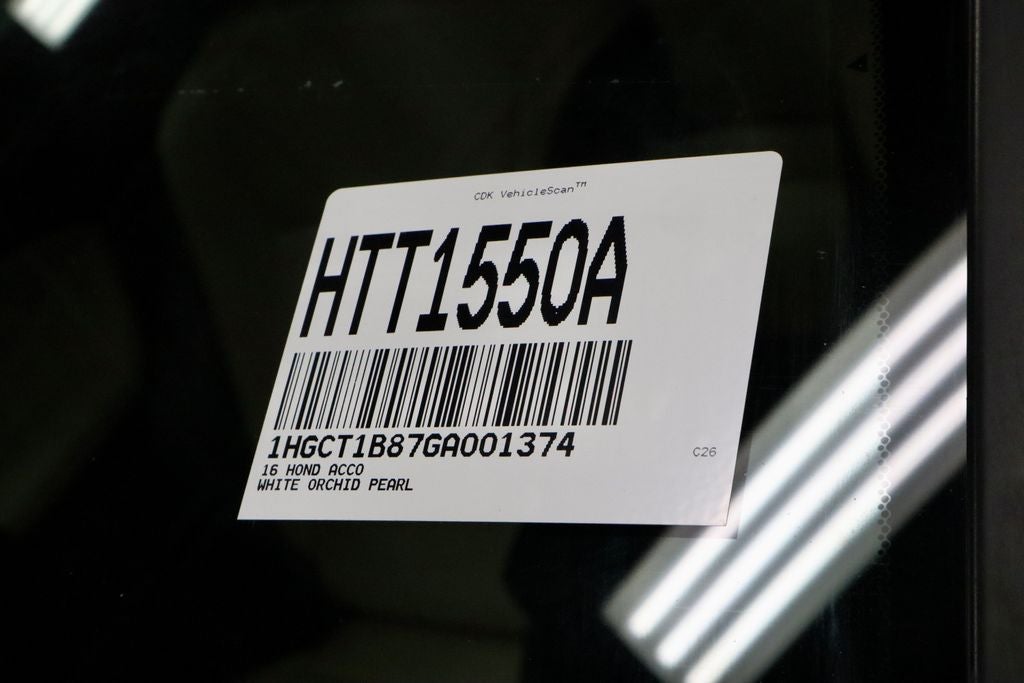 CDK VehicleScan™
HTT1550A
1HGCT1B87GA001374
16 HOND ACCO
C26
WHITE ORCHID PEARL